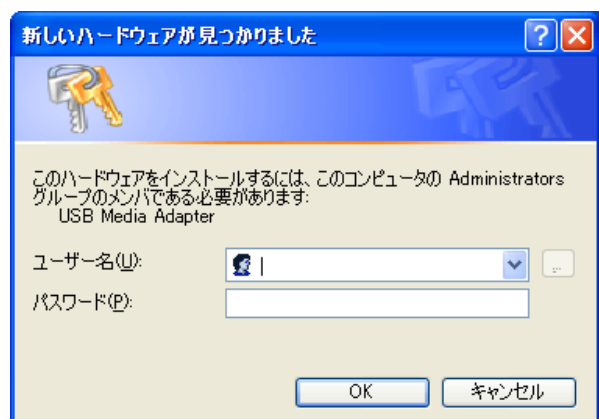 新しいハードウェアが見つかりました
このハードウェアをインストールするには、このコンピュータの Administrators
グループのメンバである必要があります:
USB Media Adapter
ユーザー名(U):
...
パスワード(P):
OK
キャンセル